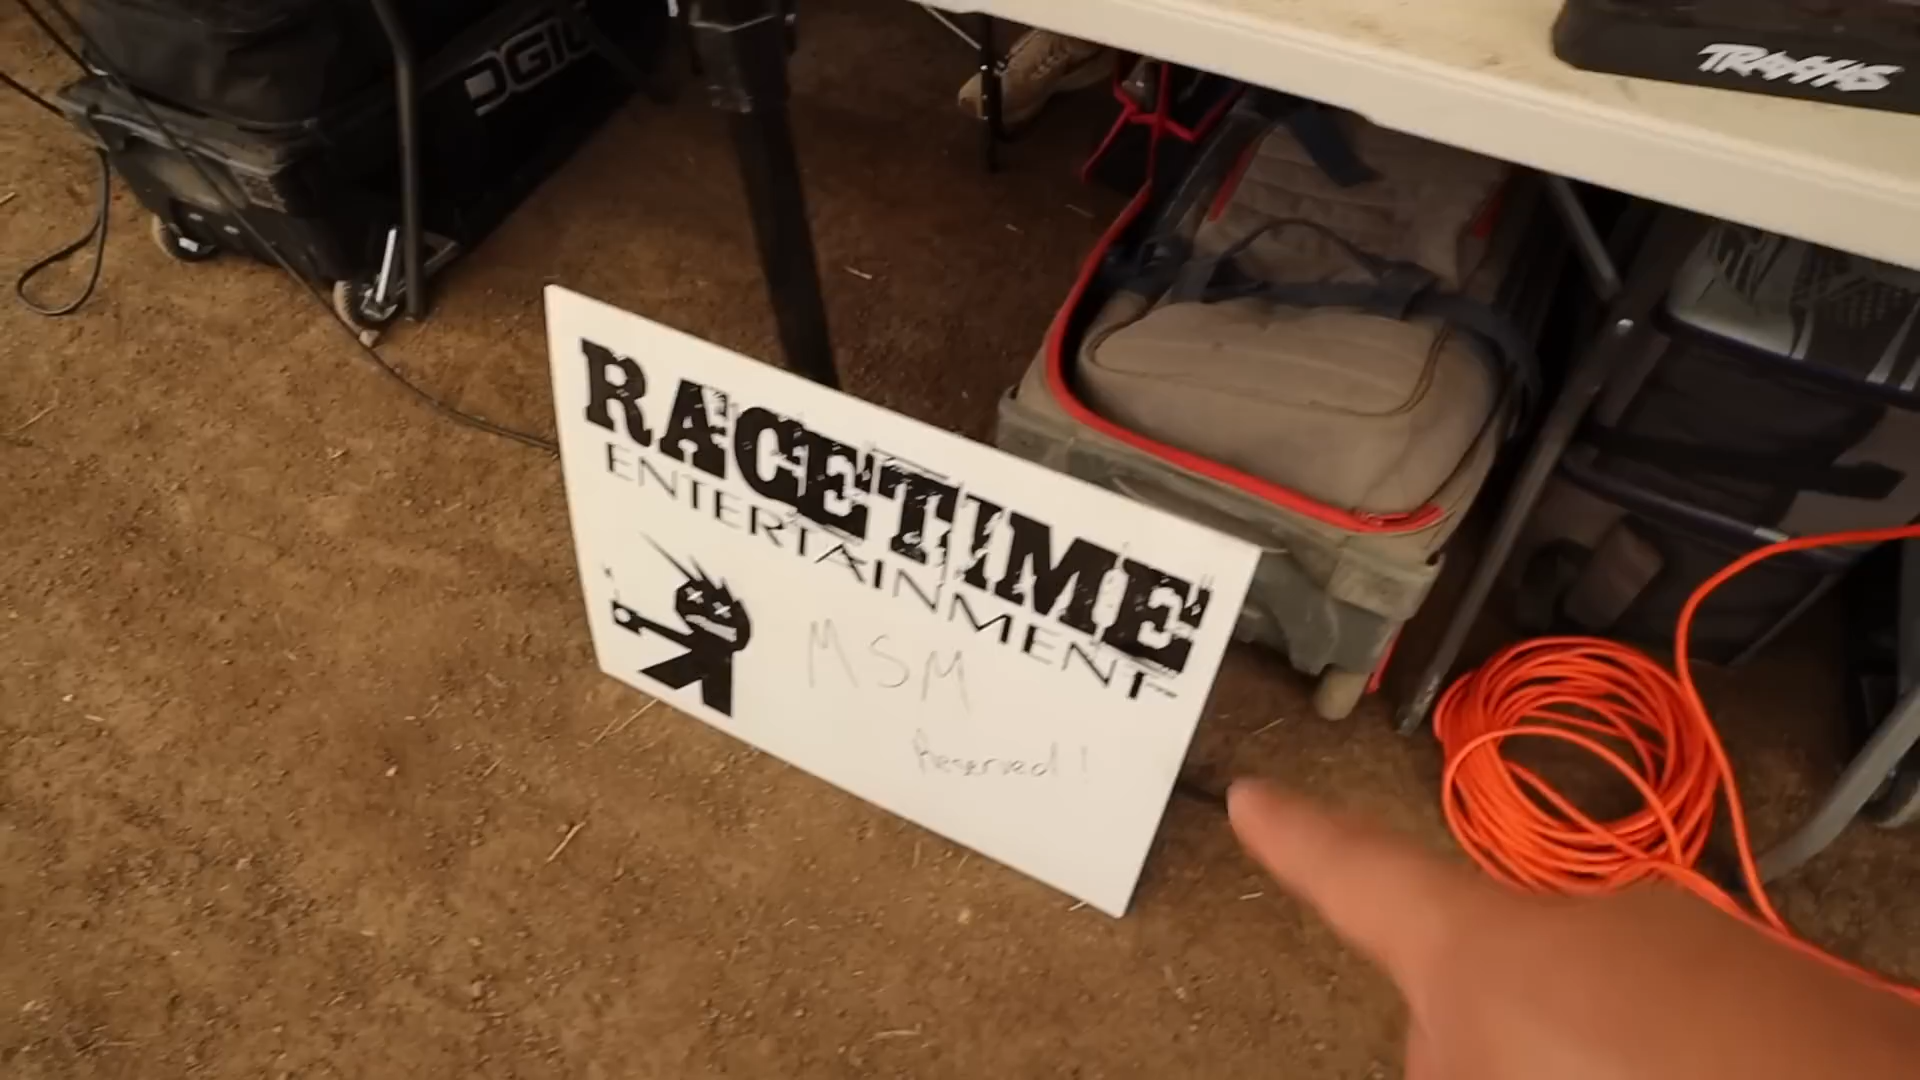 TRAXXAS
RACETIME
ENTERTAINMENT
MSM
Reserved!